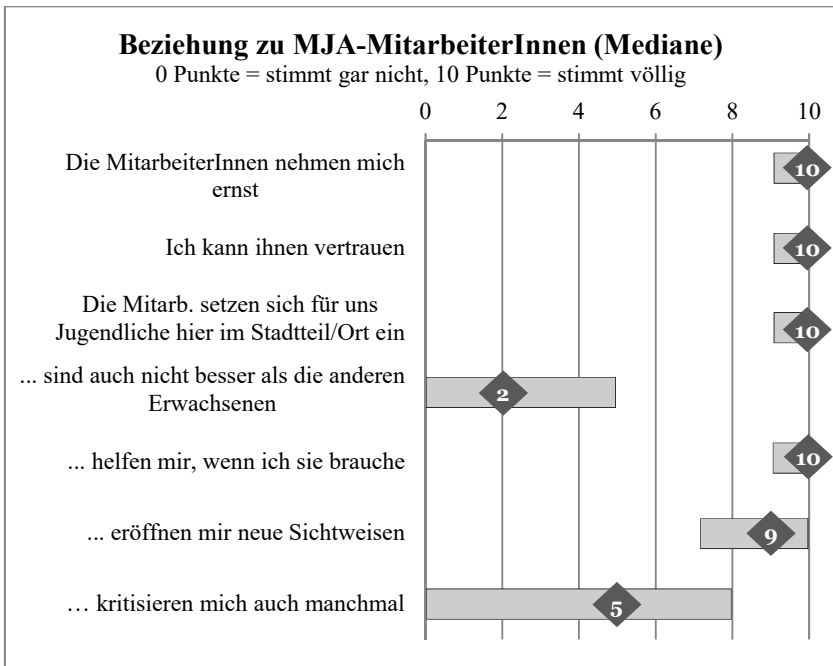 Beziehung zu MJA-MitarbeiterInnen (Mediane)
0 Punkte = stimmt gar nicht, 10 Punkte = stimmt völlig
0 2 4 6 8 10
Die MitarbeiterInnen nehmen mich
ernst
10
Ich kann ihnen vertrauen
10
Die Mitarb. setzen sich für uns
Jugendliche hier im Stadtteil/Ort ein
10
... sind auch nicht besser als die anderen
Erwachsenen
2
... helfen mir, wenn ich sie brauche
10
... eröffnen mir neue Sichtweisen
9
… kritisieren mich auch manchmal
5